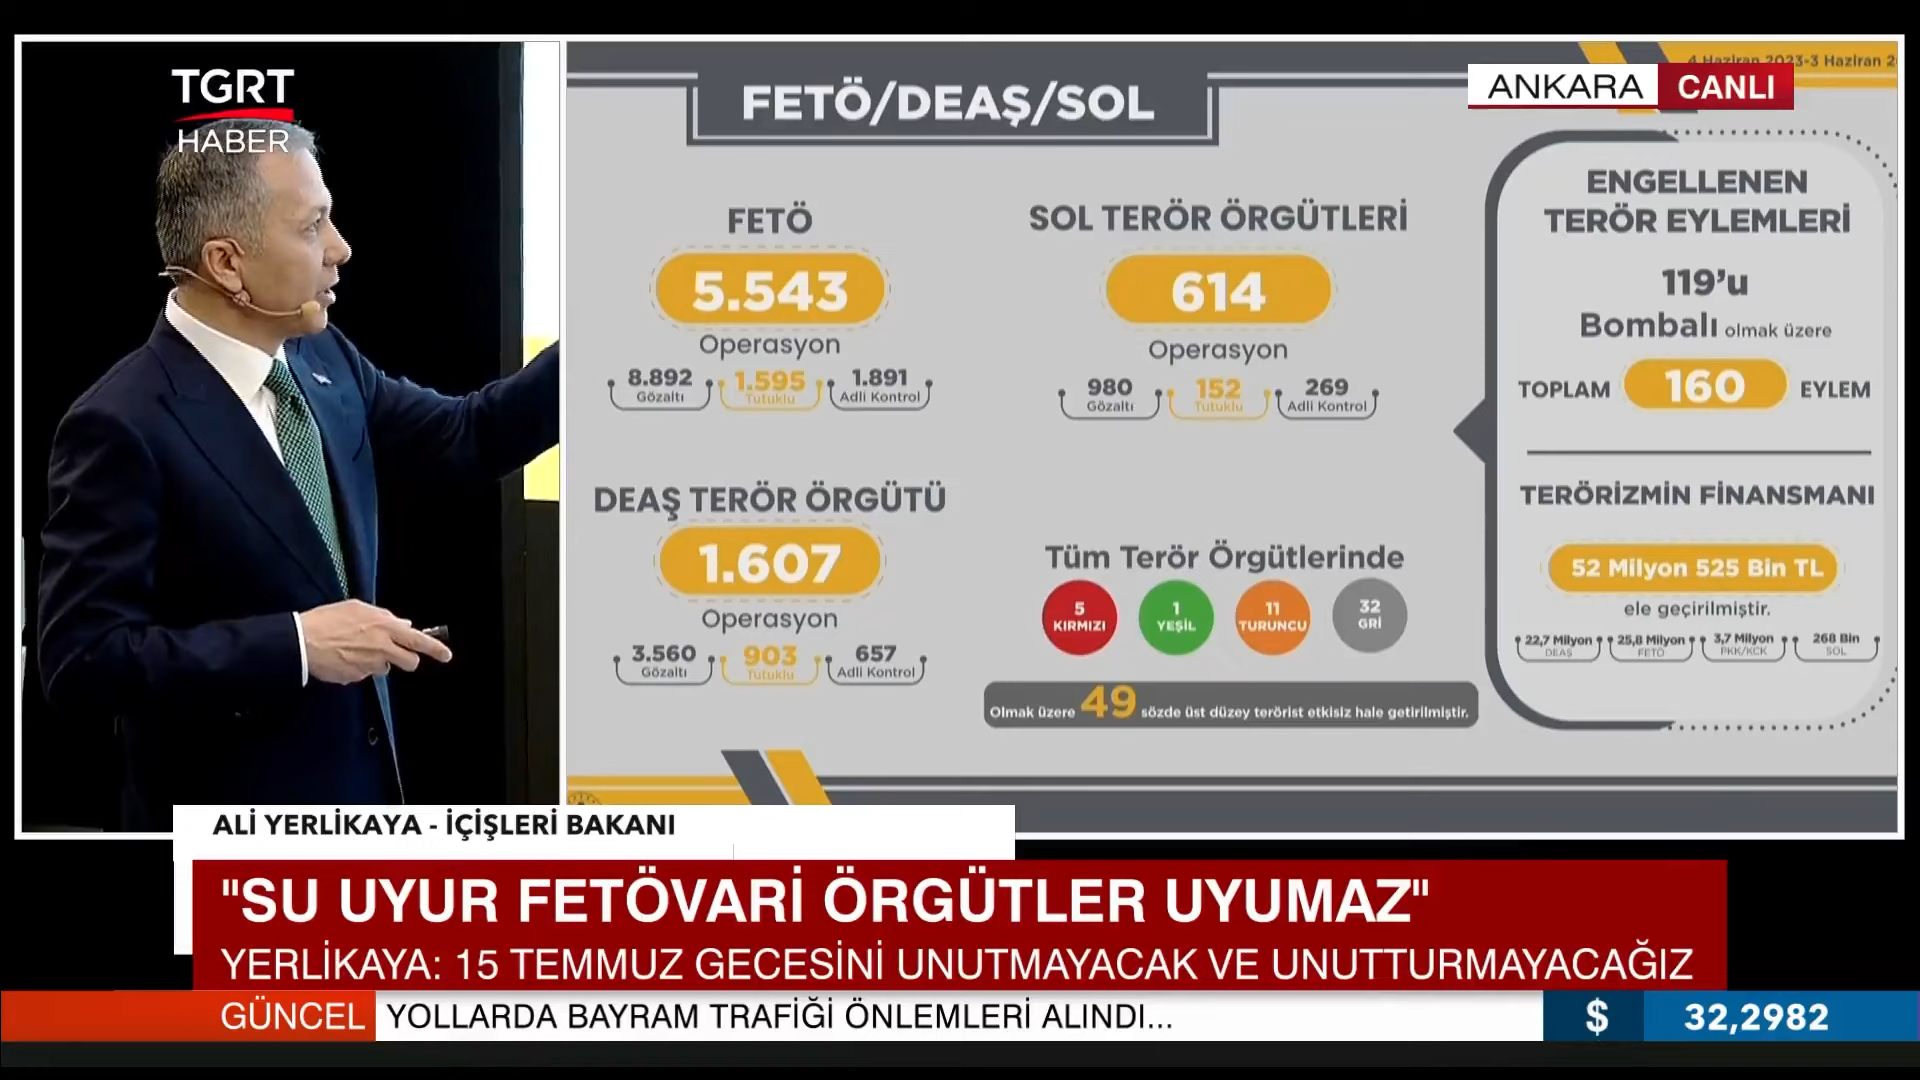 TGRT
HABER
4 Haziran 2023-3 Haziran 2
ANKARA CANLI
FETÖ/DEAŞ/SOL
FETÖ
5.543
Operasyon
8.892 1.595 1.891
Gözaltı Tutuklu Adli Kontrol
SOL TERÖR ÖRGÜTLERİ
614
Operasyon
980 152 269
Gözaltı Tutuklu Adli Kontrol
DEAŞ TERÖR ÖRGÜTÜ
1.607
Operasyon
3.560 903 657
Gözaltı Tutuklu Adli Kontrol
Tüm Terör Örgütlerinde
5 1 11 32
KIRMIZI YEŞİL TURUNCU GRİ
Olmak üzere 49 sözde üst düzey terörist etkisiz hale getirilmiştir.
ENGELLENEN
TERÖR EYLEMLERİ
119’u
Bombalı olmak üzere
TOPLAM 160 EYLEM
TERÖRİZMİN FİNANSMANI
52 Milyon 525 Bin TL
ele geçirilmiştir.
22,7 Milyon 25,8 Milyon 3,7 Milyon 268 Bin
DEAŞ FETÖ PKK/KCK SOL
ALİ YERLİKAYA - İÇİŞLERİ BAKANI
"SU UYUR FETÖVARİ ÖRGÜTLER UYUMAZ"
YERLİKAYA: 15 TEMMUZ GECESİNİ UNUTMAYACAK VE UNUTTURMAYACAĞIZ
GÜNCEL YOLLARDA BAYRAM TRAFİĞİ ÖNLEMLERİ ALINDI...
$ 32,2982